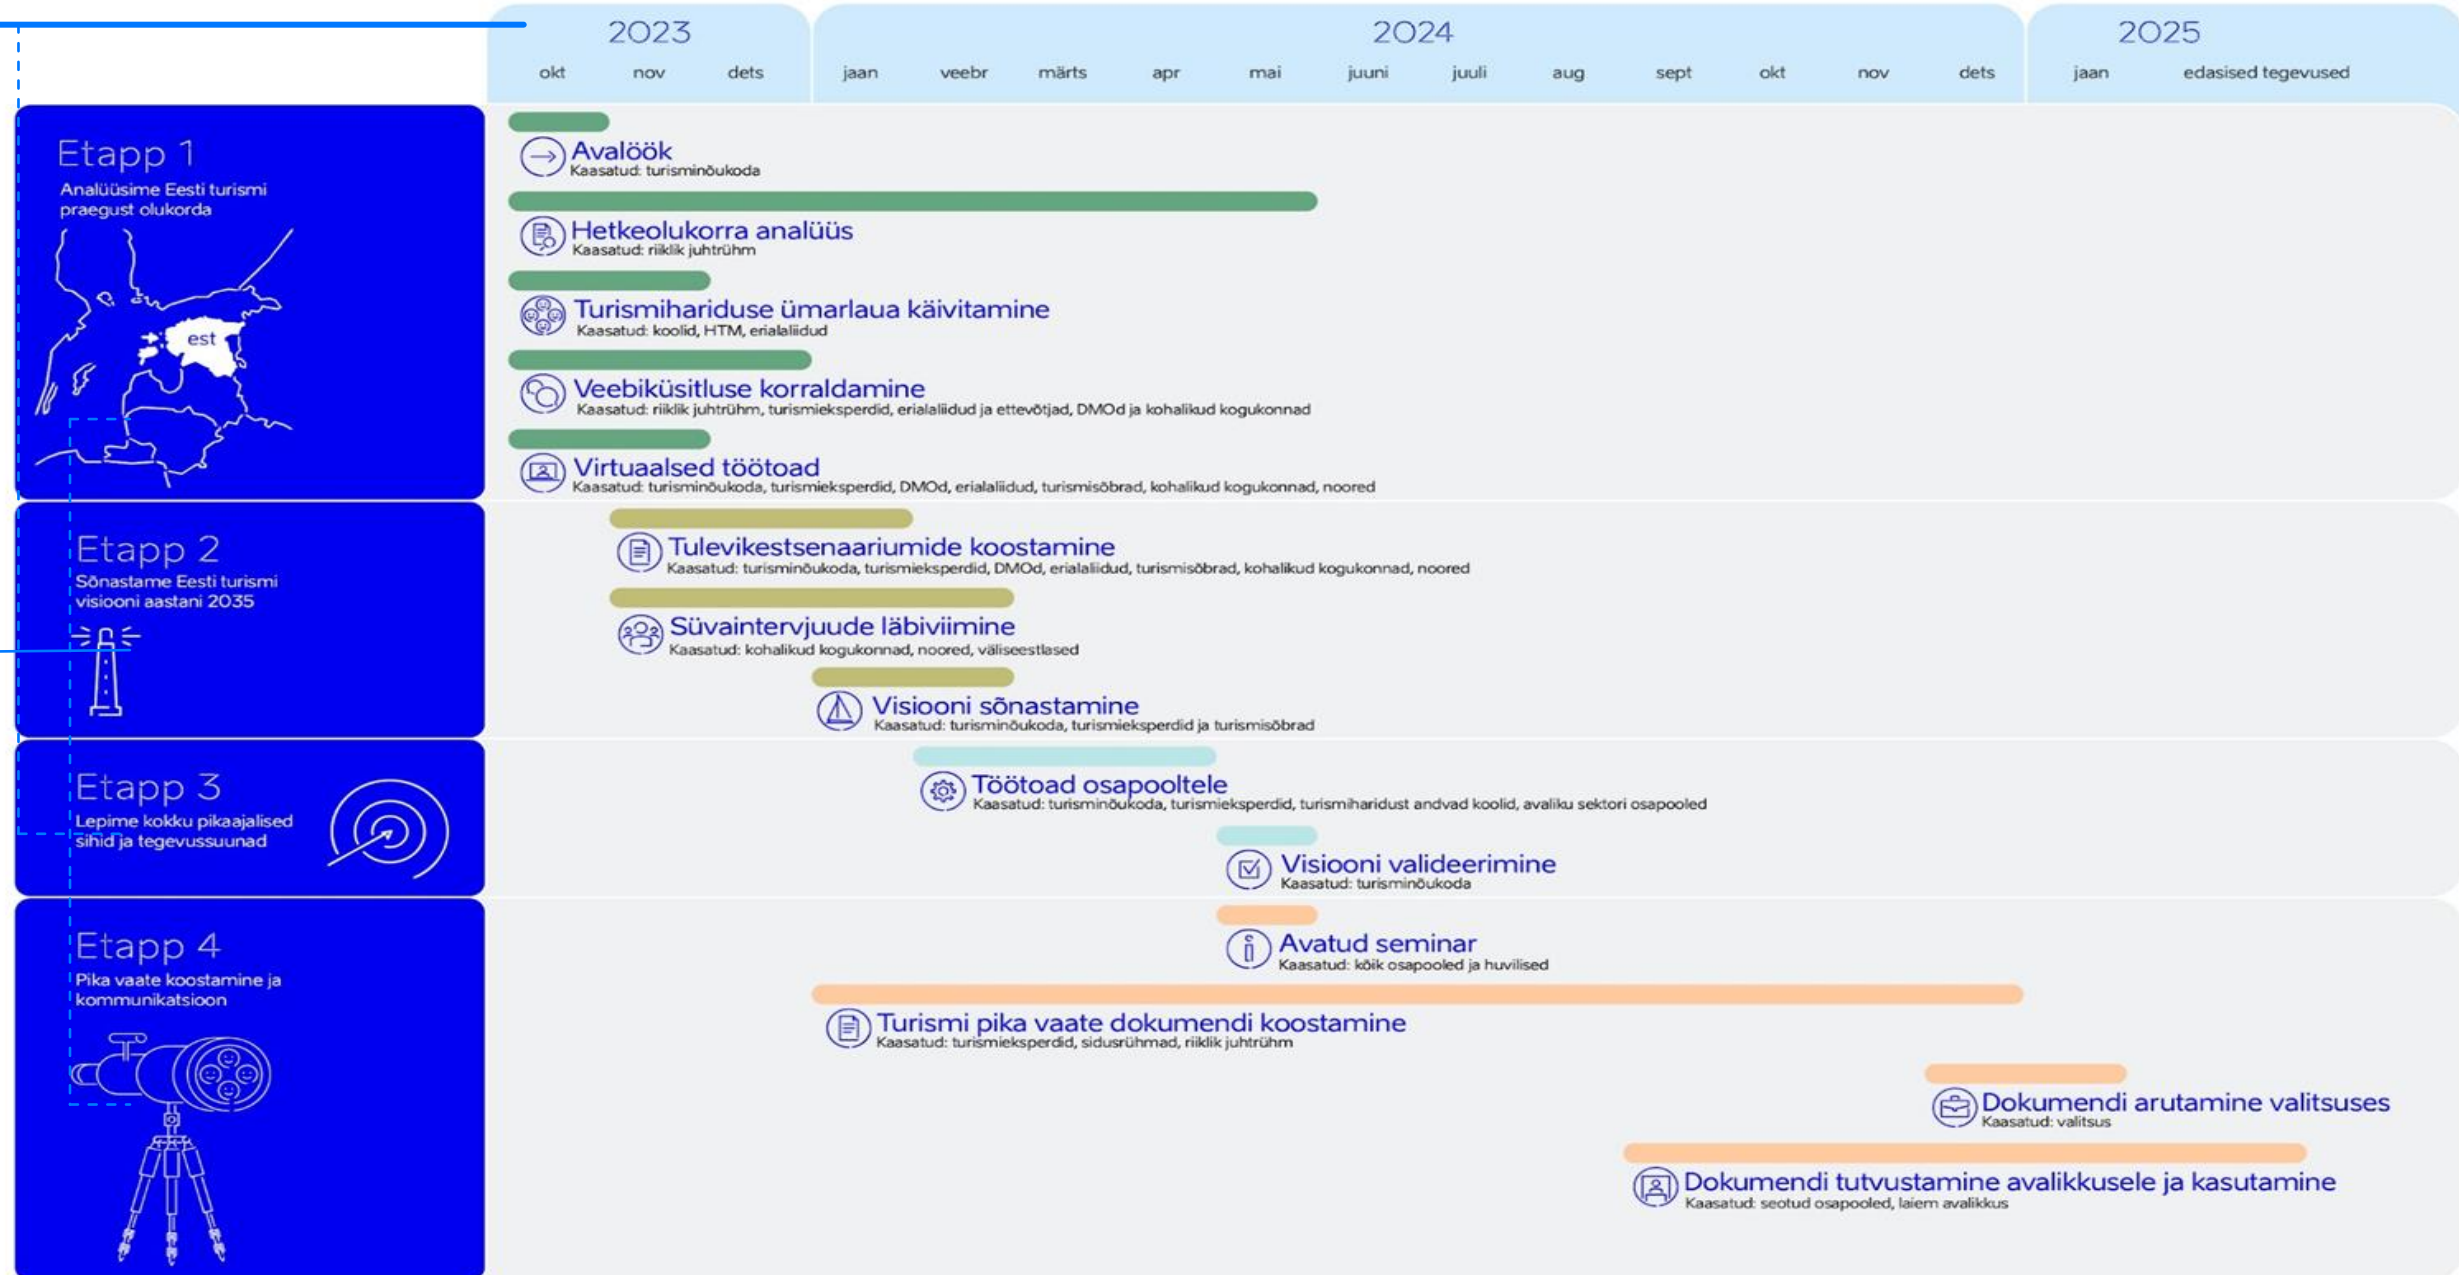 2023
2024
2025
okt nov dets jaan veebr märts apr mai juuni juuli aug sept okt nov dets jaan edasised tegevused
Etapp 1
Analüüsime Eesti turismi
praegust olukorda
est
Avalöök
Kaasatud: turisminõukoda
Hetkeolukorra analüüs
Kaasatud: riiklik juhtrühm
Turismihariduse ümarlaua käivitamine
Kaasatud: koolid, HTM, erialaliidud
Veebiküsitluse korraldamine
Kaasatud: riiklik juhtrühm, turismieksperdid, erialaliidud ja ettevõtjad, DMOd ja kohalikud kogukonnad
Virtuaalsed töötoad
Kaasatud: turisminõukoda, turismieksperdid, DMOd, erialaliidud, turismisõbrad, kohalikud kogukonnad, noored
Etapp 2
Sõnastame Eesti turismi
visiooni aastani 2035
Tulevikestsenaariumide koostamine
Kaasatud: turisminõukoda, turismieksperdid, DMOd, erialaliidud, turismisõbrad, kohalikud kogukonnad, noored
Süvaintervjuude läbiviimine
Kaasatud: kohalikud kogukonnad, noored, väliseestlased
Visiooni sõnastamine
Kaasatud: turisminõukoda, turismieksperdid ja turismisõbrad
Etapp 3
Lepime kokku pikaajalised
sihid ja tegevussuunad
Töötoad osapooltele
Kaasatud: turisminõukoda, turismieksperdid, turismiharidust andvad koolid, avaliku sektori osapooled
Visiooni valideerimine
Kaasatud: turisminõukoda
Etapp 4
Pika vaate koostamine ja
kommunikatsioon
Avatud seminar
Kaasatud: kõik osapooled ja huvilised
Turismi pika vaate dokumendi koostamine
Kaasatud: turismieksperdid, sidusrühmad, riiklik juhtrühm
Dokumendi arutamine valitsuses
Kaasatud: valitsus
Dokumendi tutvustamine avalikkusele ja kasutamine
Kaasatud: seotud osapooled, laiem avalikkus